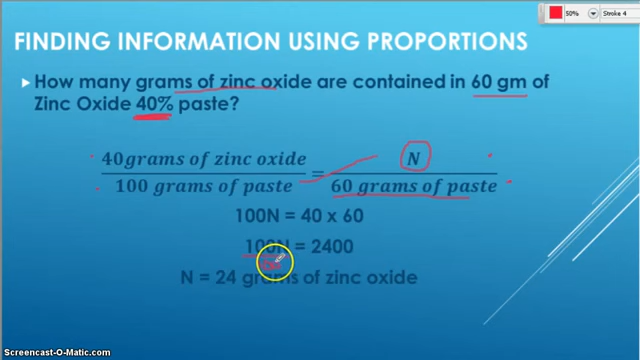 50%
Stroke 4
FINDING INFORMATION USING PROPORTIONS
How many grams of zinc oxide are contained in 60 gm of
Zinc Oxide 40% paste?
40grams of zinc oxide / 100 grams of paste = N / 60 grams of paste
100N = 40 x 60
100N = 2400
N = 24 grams of zinc oxide
Screencast-O-Matic.com